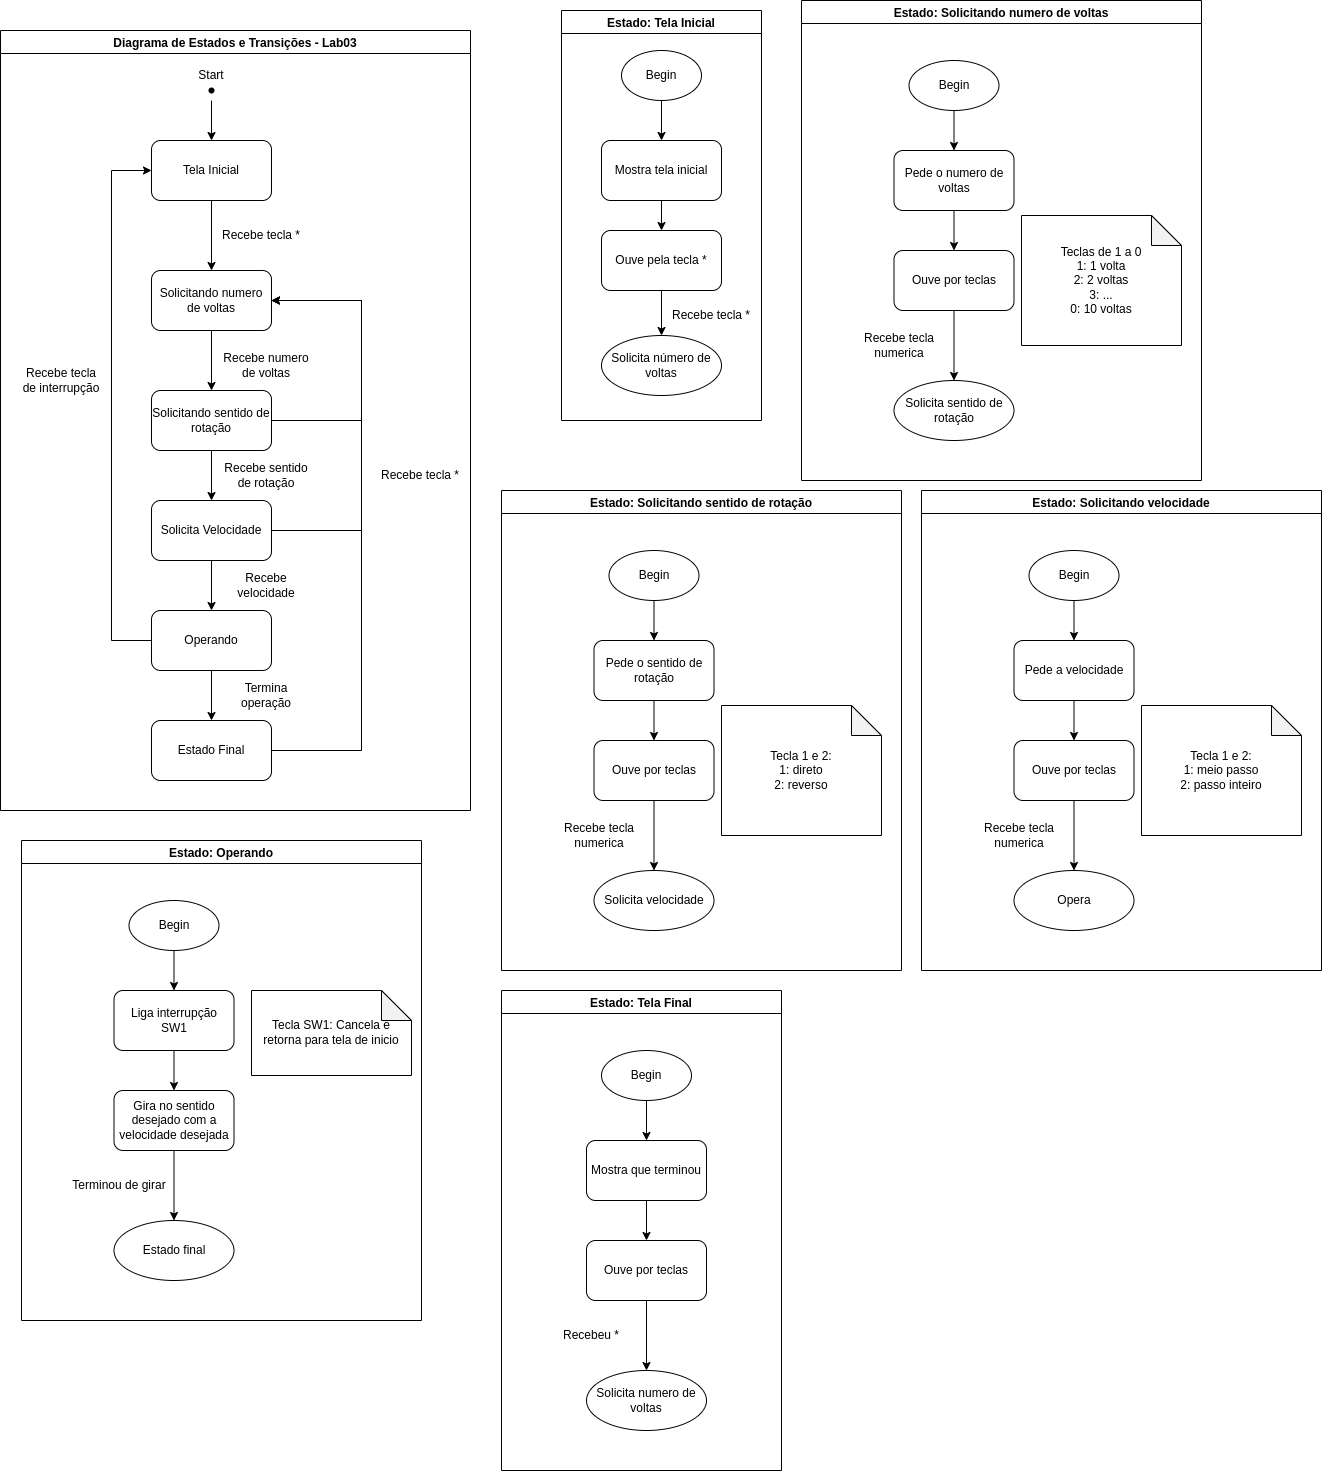 Diagrama de Estados e Transições - Lab03
Start
Tela Inicial
Recebe tecla *
Solicitando numero
de voltas
Recebe numero
de voltas
Recebe tecla
de interrupção
Solicitando sentido de
rotação
Recebe sentido
de rotação
Recebe tecla *
Solicita Velocidade
Recebe
velocidade
Operando
Termina
operação
Estado Final
Estado: Tela Inicial
Begin
Mostra tela inicial
Ouve pela tecla *
Recebe tecla *
Solicita número de
voltas
Estado: Solicitando numero de voltas
Begin
Pede o numero de
voltas
Ouve por teclas
Teclas de 1 a 0
1: 1 volta
2: 2 voltas
3: ...
0: 10 voltas
Recebe tecla
numerica
Solicita sentido de
rotação
Estado: Solicitando sentido de rotação
Begin
Pede o sentido de
rotação
Ouve por teclas
Tecla 1 e 2:
1: direto
2: reverso
Recebe tecla
numerica
Solicita velocidade
Estado: Solicitando velocidade
Begin
Pede a velocidade
Ouve por teclas
Tecla 1 e 2:
1: meio passo
2: passo inteiro
Recebe tecla
numerica
Opera
Estado: Operando
Begin
Liga interrupção
SW1
Tecla SW1: Cancela e
retorna para tela de inicio
Gira no sentido
desejado com a
velocidade desejada
Terminou de girar
Estado final
Estado: Tela Final
Begin
Mostra que terminou
Ouve por teclas
Recebeu *
Solicita numero de
voltas